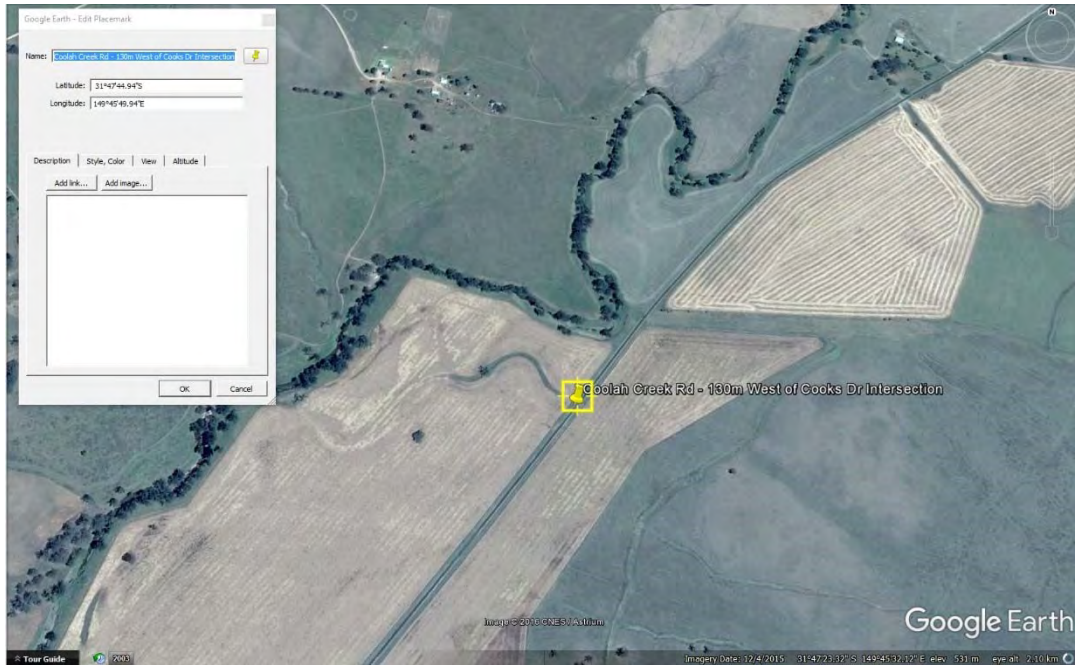 Google Earth - Edit Placemark
Name: Coolah Creek Rd - 130m West of Cooks Dr Intersection
Latitude: 31°47'44.94"S
Longitude: 149°45'49.94"E
Description Style, Color View Altitude
Add link... Add image...
OK Cancel
N
Coolah Creek Rd - 130m West of Cooks Dr Intersection
Image © 2016 CNES / Astrium
Google Earth
Tour Guide 2003 Imagery Date: 12/4/2015 31°47'23.32" S 149°45'32.12" E elev 531 m eye alt 2.10 km